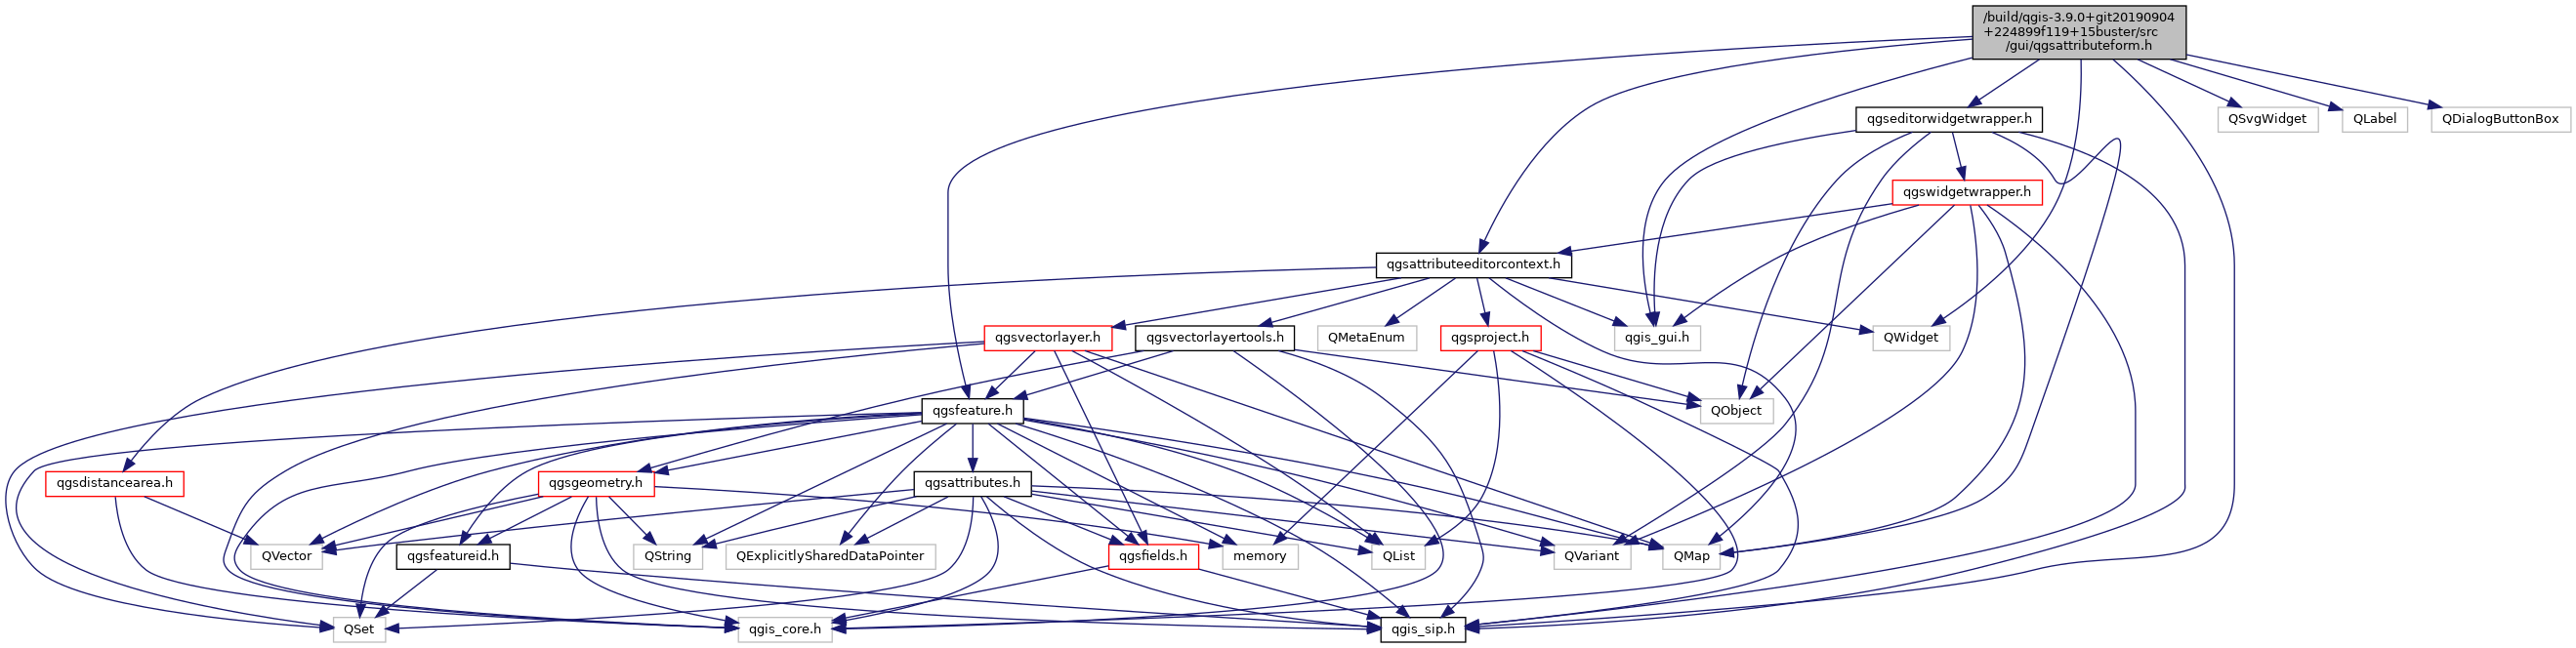 /build/qgis-3.9.0+git20190904
+224899f119+15buster/src
/gui/qgsattributeform.h
qgseditorwidgetwrapper.h
QSvgWidget
QLabel
QDialogButtonBox
qgswidgetwrapper.h
qgsattributeeditorcontext.h
qgsvectorlayer.h
qgsvectorlayertools.h
QMetaEnum
qgsproject.h
qgis_gui.h
QWidget
qgsfeature.h
QObject
qgsdistancearea.h
qgsgeometry.h
qgsattributes.h
QVector
qgsfeatureid.h
QString
QExplicitlySharedDataPointer
qgsfields.h
memory
QList
QVariant
QMap
QSet
qgis_core.h
qgis_sip.h